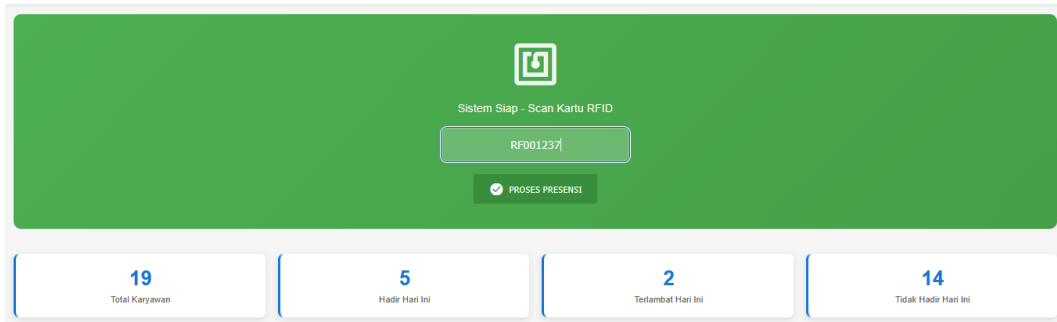 Sistem Siap - Scan Kartu RFID
RF001237
PROSES PRESENSI
19
Total Karyawan
5
Hadir Hari Ini
2
Terlambat Hari Ini
14
Tidak Hadir Hari Ini